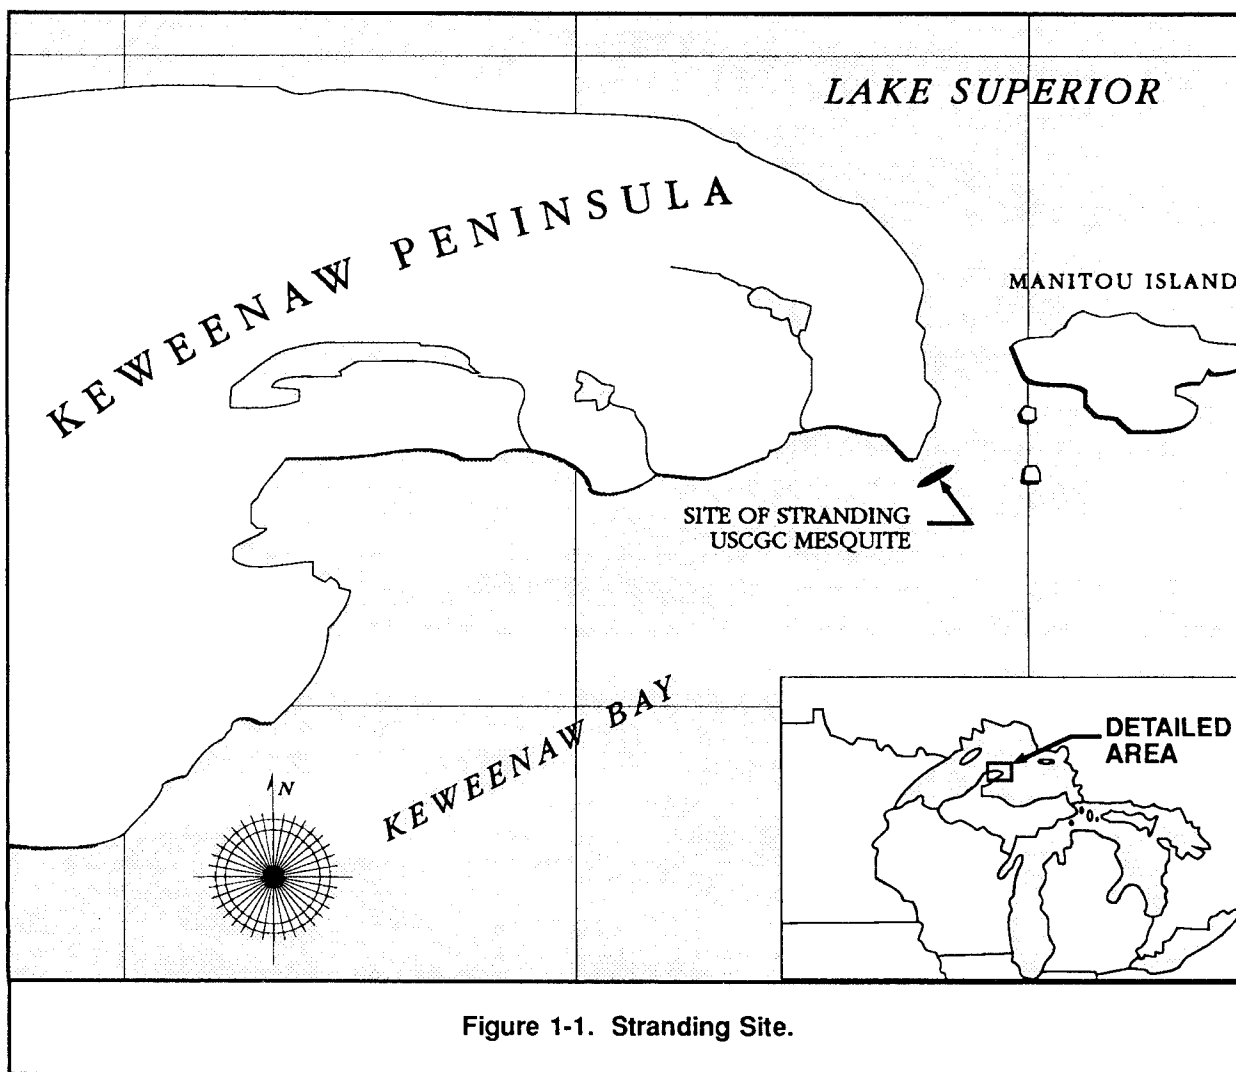 LAKE SUPERIOR
KEWEENAW PENINSULA
MANITOU ISLAND
SITE OF STRANDING
USCGC MESQUITE
KEWEENAW BAY
DETAILED
AREA
N
Figure 1-1. Stranding Site.